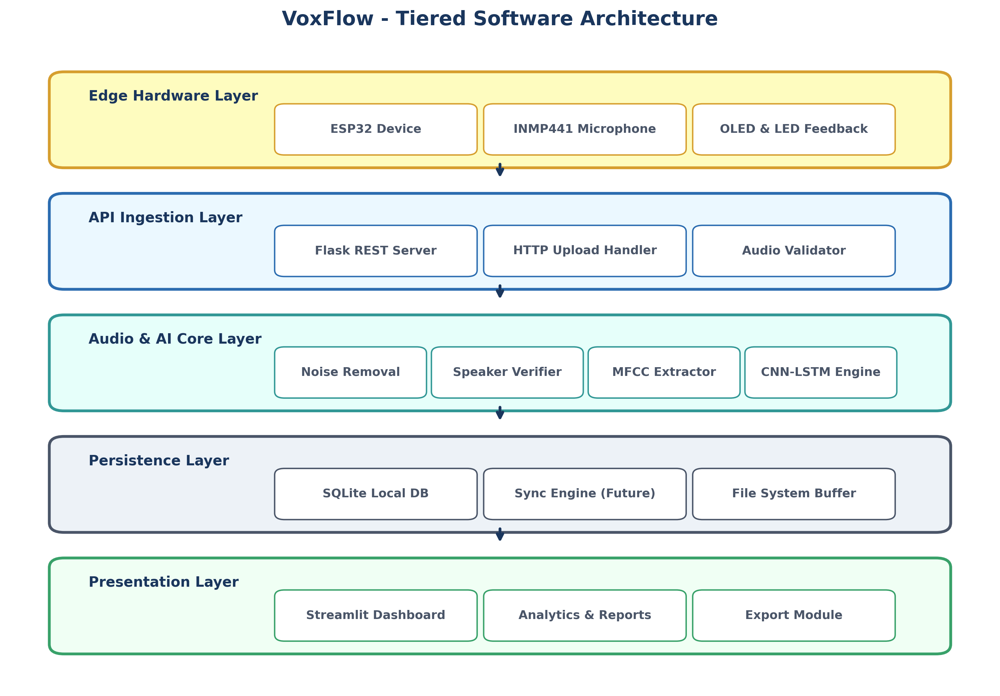 VoxFlow - Tiered Software Architecture
Edge Hardware Layer
ESP32 Device
INMP441 Microphone
OLED & LED Feedback
API Ingestion Layer
Flask REST Server
HTTP Upload Handler
Audio Validator
Audio & AI Core Layer
Noise Removal
Speaker Verifier
MFCC Extractor
CNN-LSTM Engine
Persistence Layer
SQLite Local DB
Sync Engine (Future)
File System Buffer
Presentation Layer
Streamlit Dashboard
Analytics & Reports
Export Module